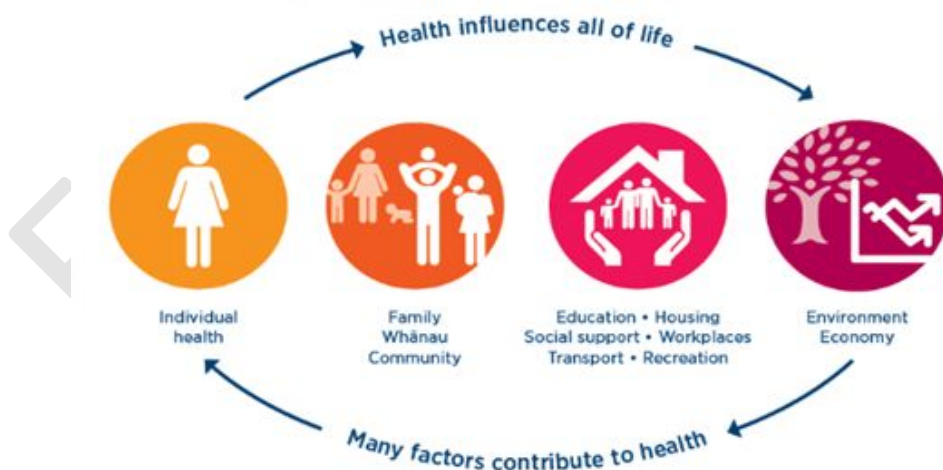 Health influences all of life
Individual
health
Family
Whānau
Community
Education • Housing
Social support • Workplaces
Transport • Recreation
Environment
Economy
Many factors contribute to health